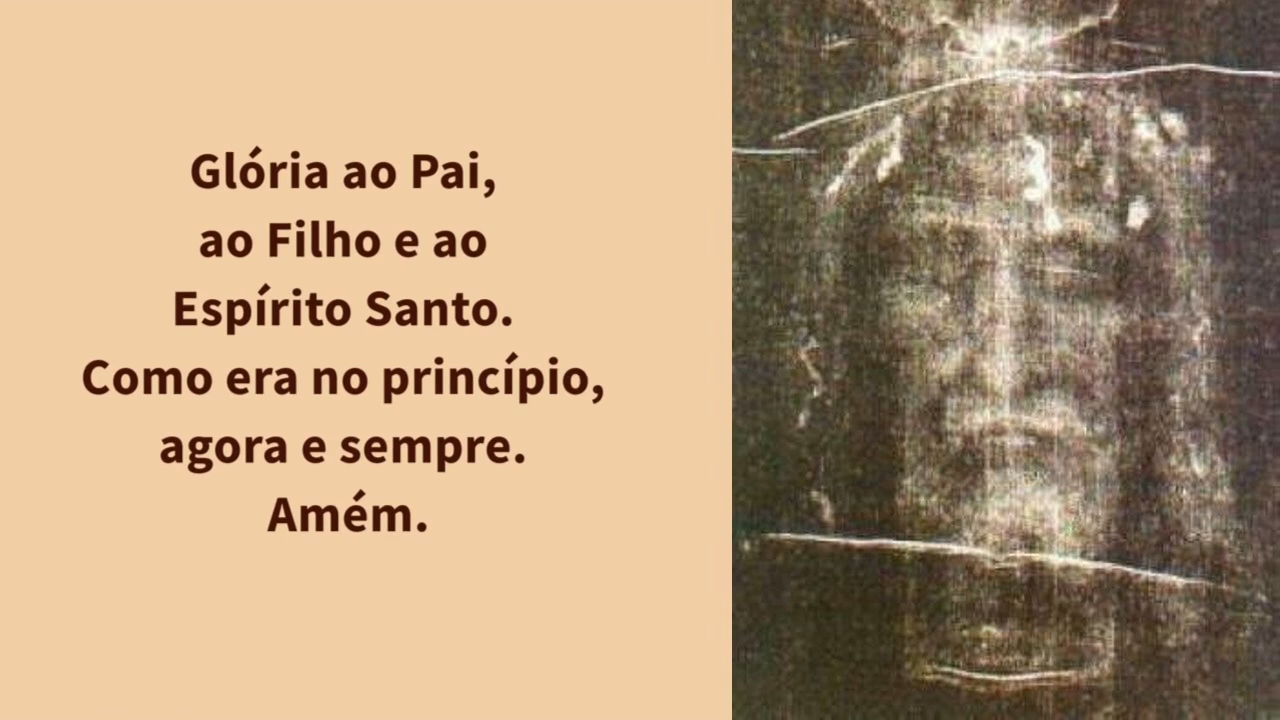 Glória ao Pai,
ao Filho e ao
Espírito Santo.
Como era no princípio,
agora e sempre.
Amém.